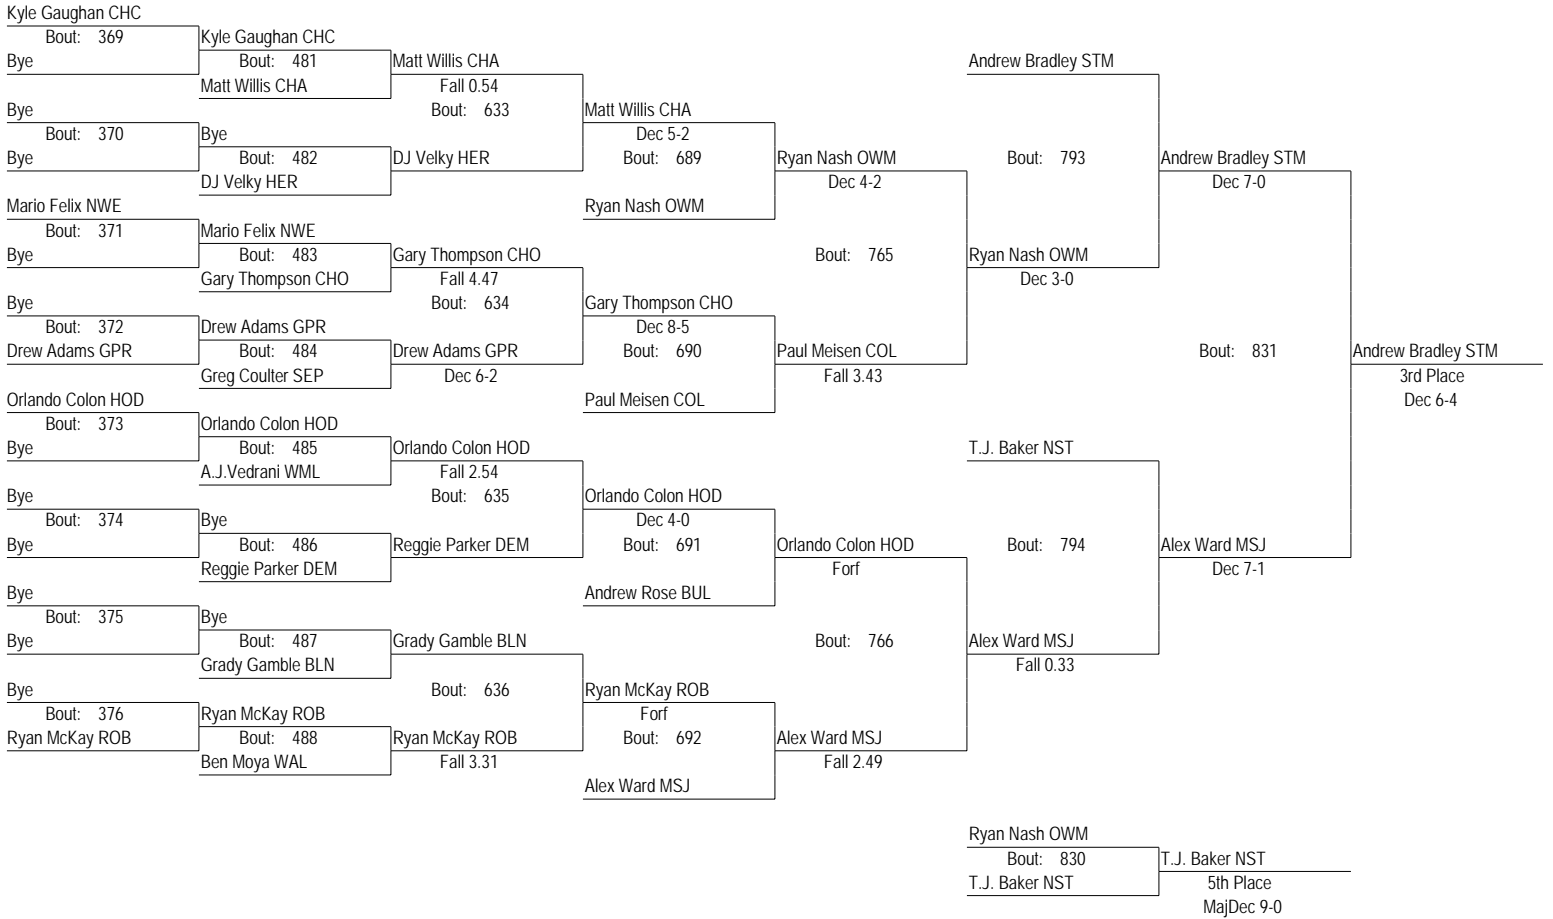 Kyle Gaughan CHC
Bout: 369
Bye
Bye
Bout: 370
Bye
Mario Felix NWE
Bout: 371
Bye
Bye
Bout: 372
Drew Adams GPR
Orlando Colon HOD
Bout: 373
Bye
Bye
Bout: 374
Bye
Bye
Bout: 375
Bye
Bye
Bout: 376
Ryan McKay ROB
Kyle Gaughan CHC
Bout: 481
Matt Willis CHA
Bye
Bout: 482
DJ Velky HER
Mario Felix NWE
Bout: 483
Gary Thompson CHO
Drew Adams GPR
Bout: 484
Greg Coulter SEP
Orlando Colon HOD
Bout: 485
A.J.Vedrani WML
Bye
Bout: 486
Reggie Parker DEM
Bye
Bout: 487
Grady Gamble BLN
Ryan McKay ROB
Bout: 488
Ben Moya WAL
Matt Willis CHA
Fall 0.54
Bout: 633
DJ Velky HER
Gary Thompson CHO
Fall 4.47
Bout: 634
Drew Adams GPR
Dec 6-2
Orlando Colon HOD
Fall 2.54
Bout: 635
Reggie Parker DEM
Grady Gamble BLN
Bout: 636
Ryan McKay ROB
Fall 3.31
Matt Willis CHA
Dec 5-2
Bout: 689
Ryan Nash OWM
Gary Thompson CHO
Dec 8-5
Bout: 690
Paul Meisen COL
Orlando Colon HOD
Dec 4-0
Bout: 691
Andrew Rose BUL
Ryan McKay ROB
Forf
Bout: 692
Alex Ward MSJ
Ryan Nash OWM
Dec 4-2
Bout: 765
Paul Meisen COL
Fall 3.43
Orlando Colon HOD
Forf
Bout: 766
Alex Ward MSJ
Fall 2.49
Andrew Bradley STM
Bout: 793
Ryan Nash OWM
Dec 3-0
T.J. Baker NST
Bout: 794
Alex Ward MSJ
Fall 0.33
Andrew Bradley STM
Dec 7-0
Bout: 831
Alex Ward MSJ
Dec 7-1
Andrew Bradley STM
3rd Place
Dec 6-4
Ryan Nash OWM
Bout: 830
T.J. Baker NST
T.J. Baker NST
5th Place
MajDec 9-0